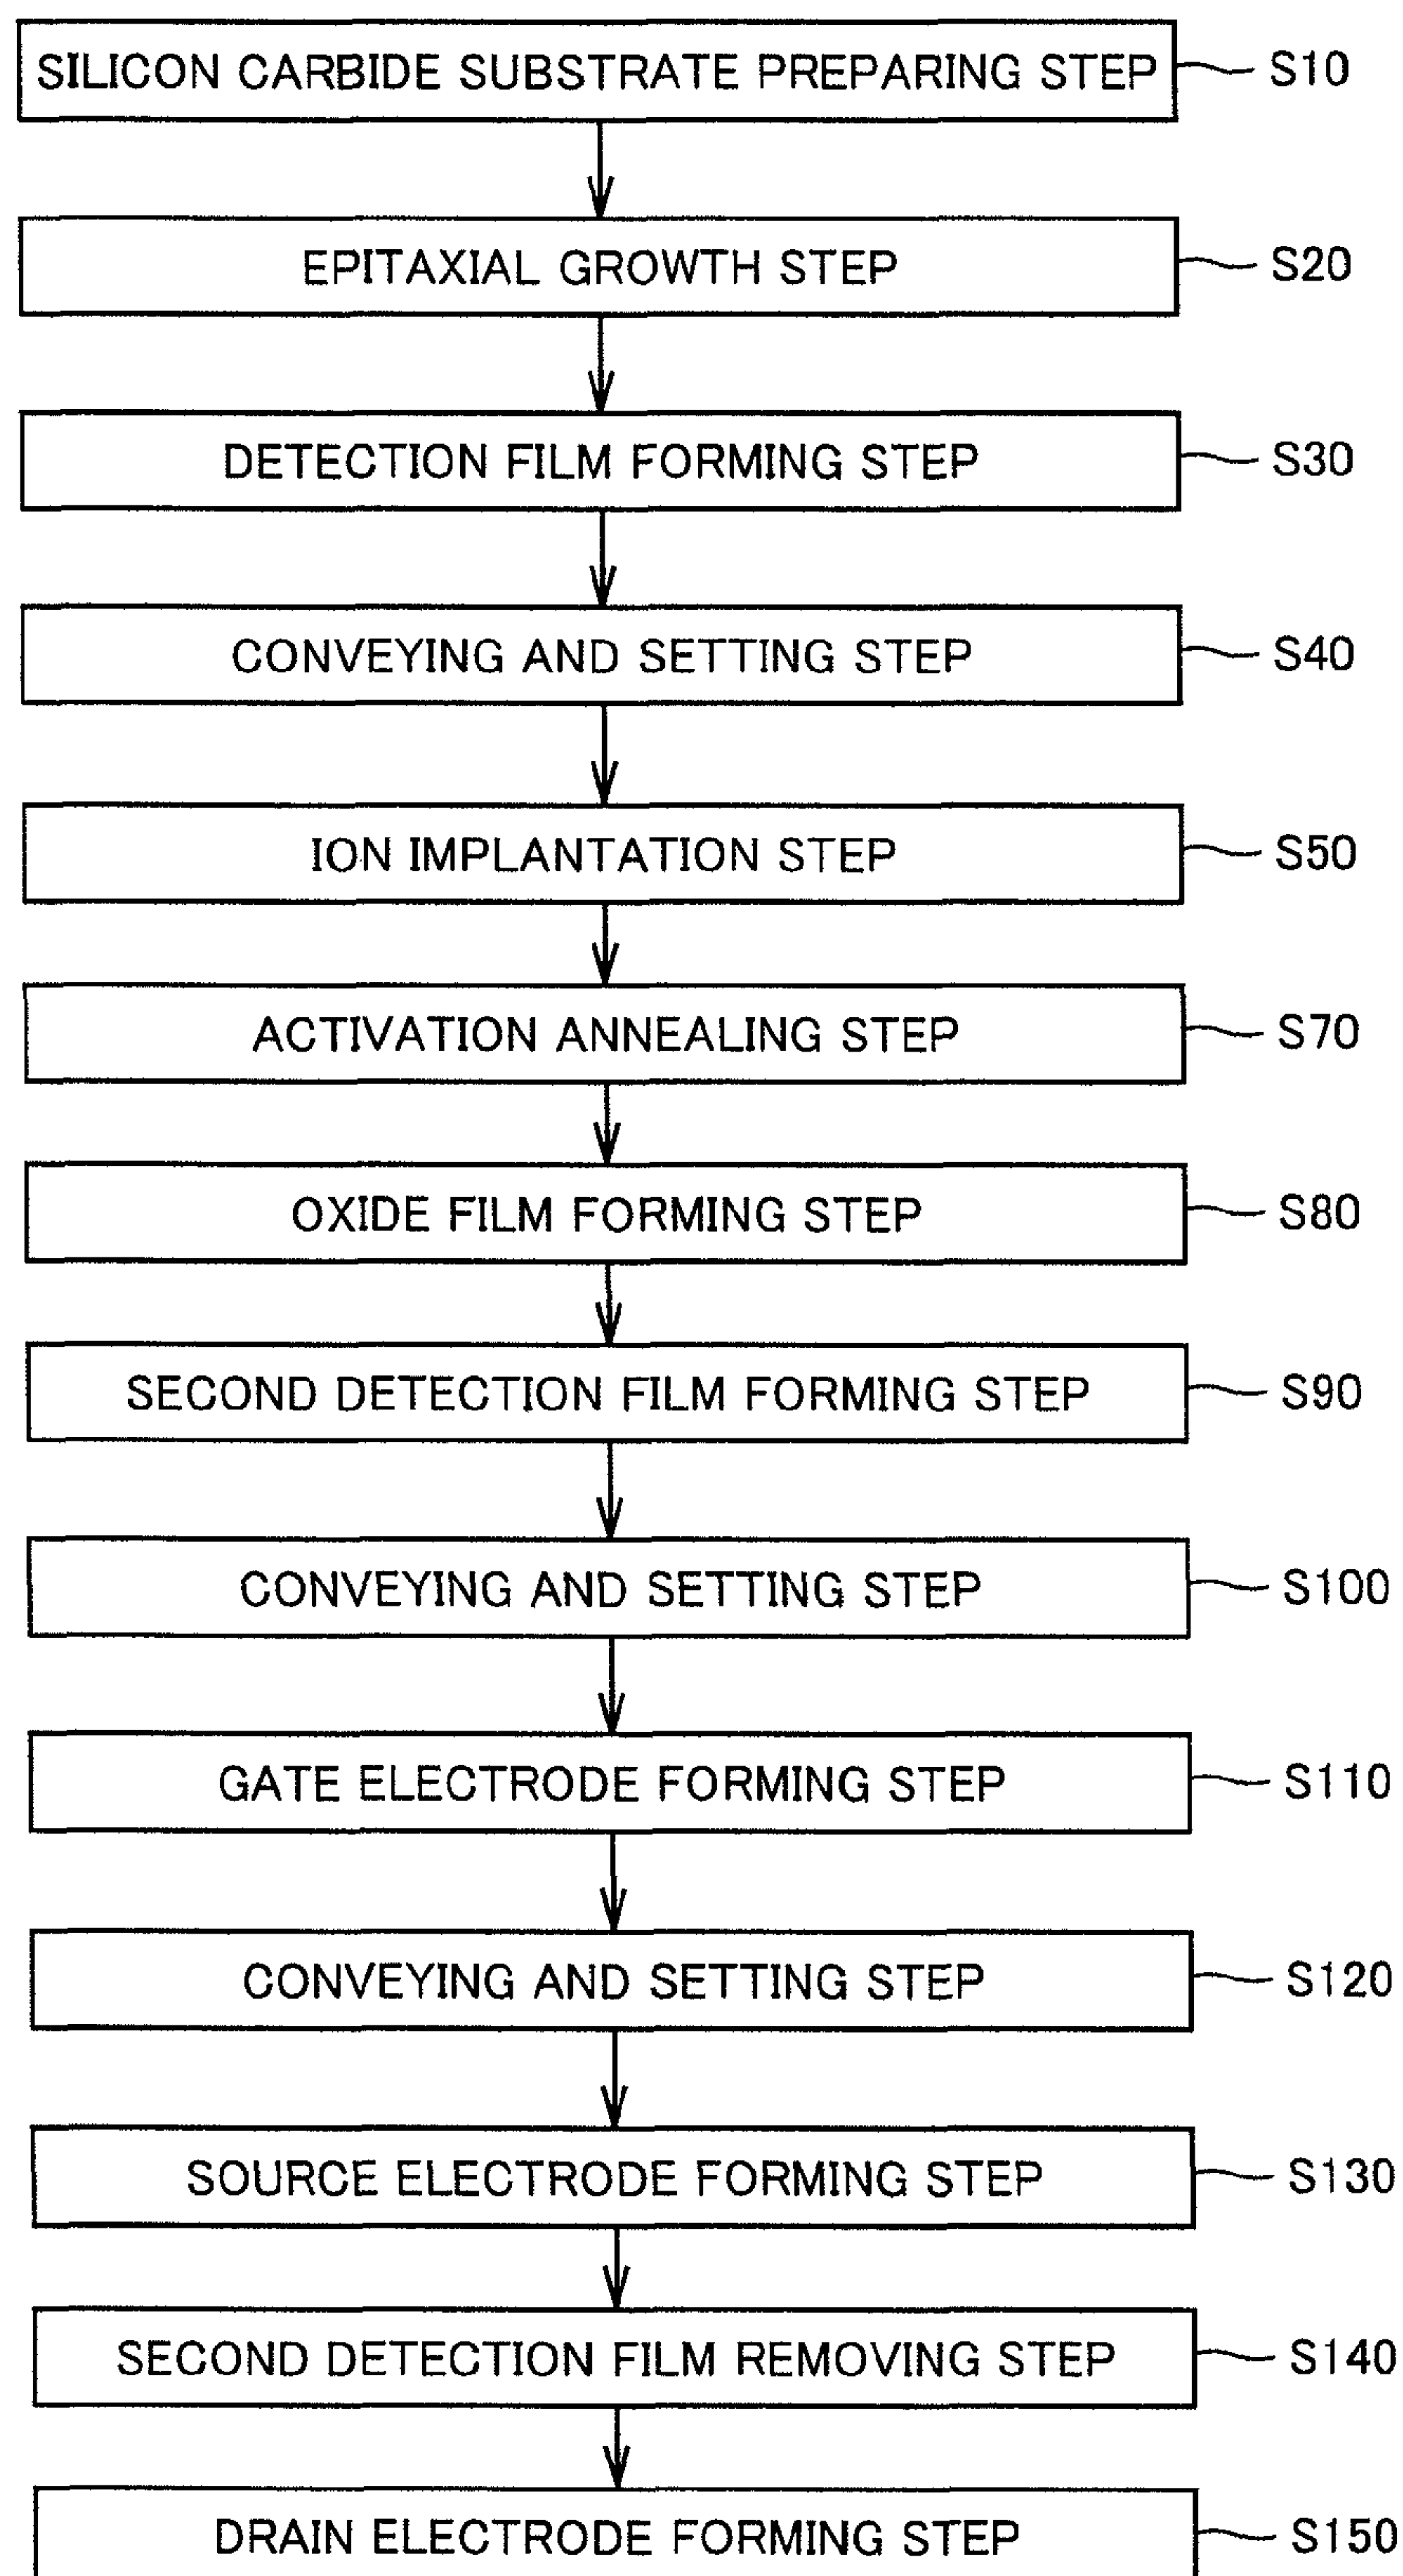 SILICON CARBIDE SUBSTRATE PREPARING STEP S10
EPITAXIAL GROWTH STEP S20
DETECTION FILM FORMING STEP S30
CONVEYING AND SETTING STEP S40
ION IMPLANTATION STEP S50
ACTIVATION ANNEALING STEP S70
OXIDE FILM FORMING STEP S80
SECOND DETECTION FILM FORMING STEP S90
CONVEYING AND SETTING STEP S100
GATE ELECTRODE FORMING STEP S110
CONVEYING AND SETTING STEP S120
SOURCE ELECTRODE FORMING STEP S130
SECOND DETECTION FILM REMOVING STEP S140
DRAIN ELECTRODE FORMING STEP S150